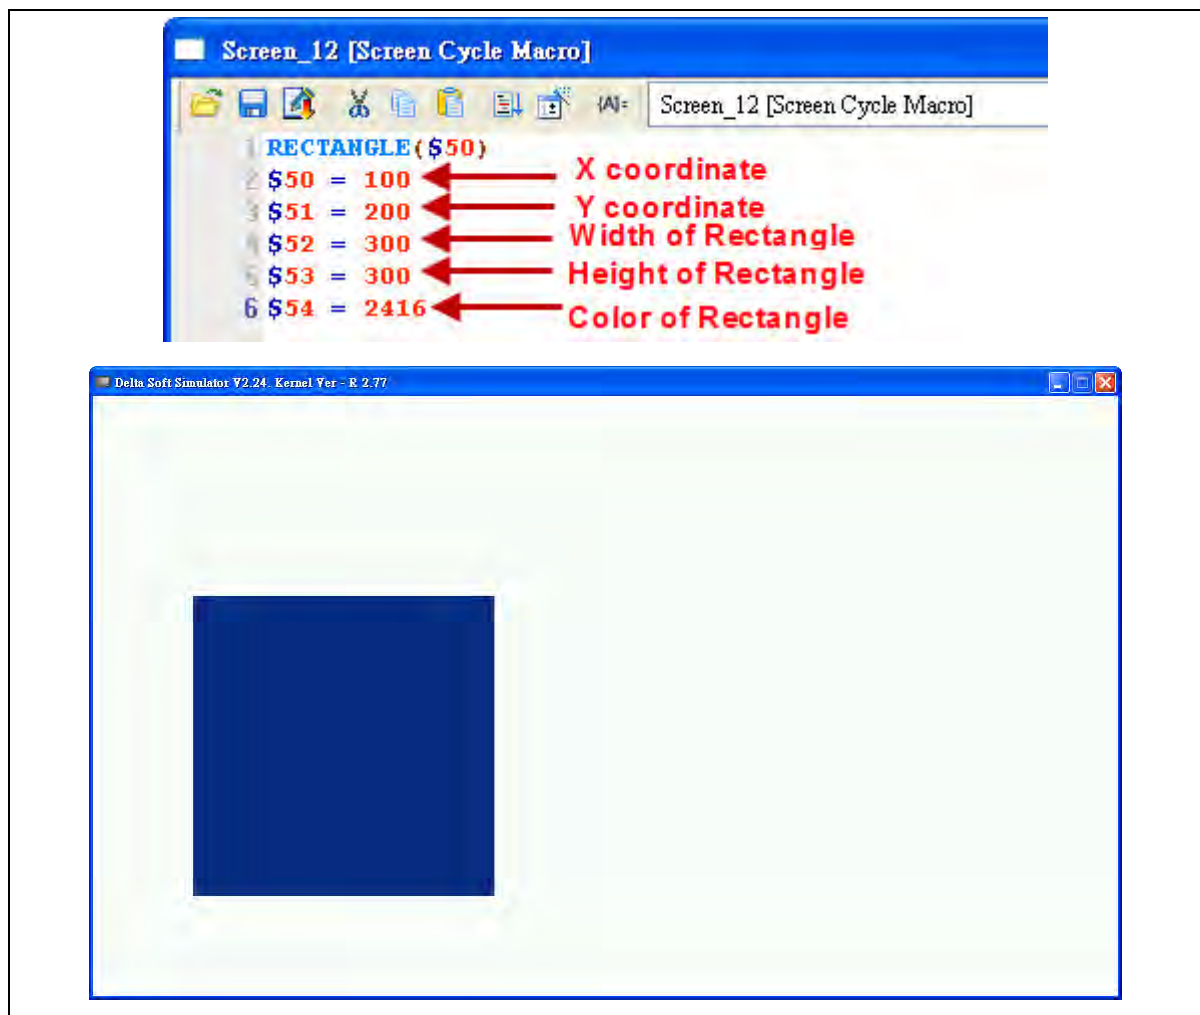 Screen_12 [Screen Cycle Macro]
{A}= Screen_12 [Screen Cycle Macro]
1 RECTANGLE($50)
2 $50 = 100 X coordinate
3 $51 = 200 Y coordinate
4 $52 = 300 Width of Rectangle
5 $53 = 300 Height of Rectangle
6 $54 = 2416 Color of Rectangle
Delta Soft Simulator V2.24. Kernel Ver - R 2.77